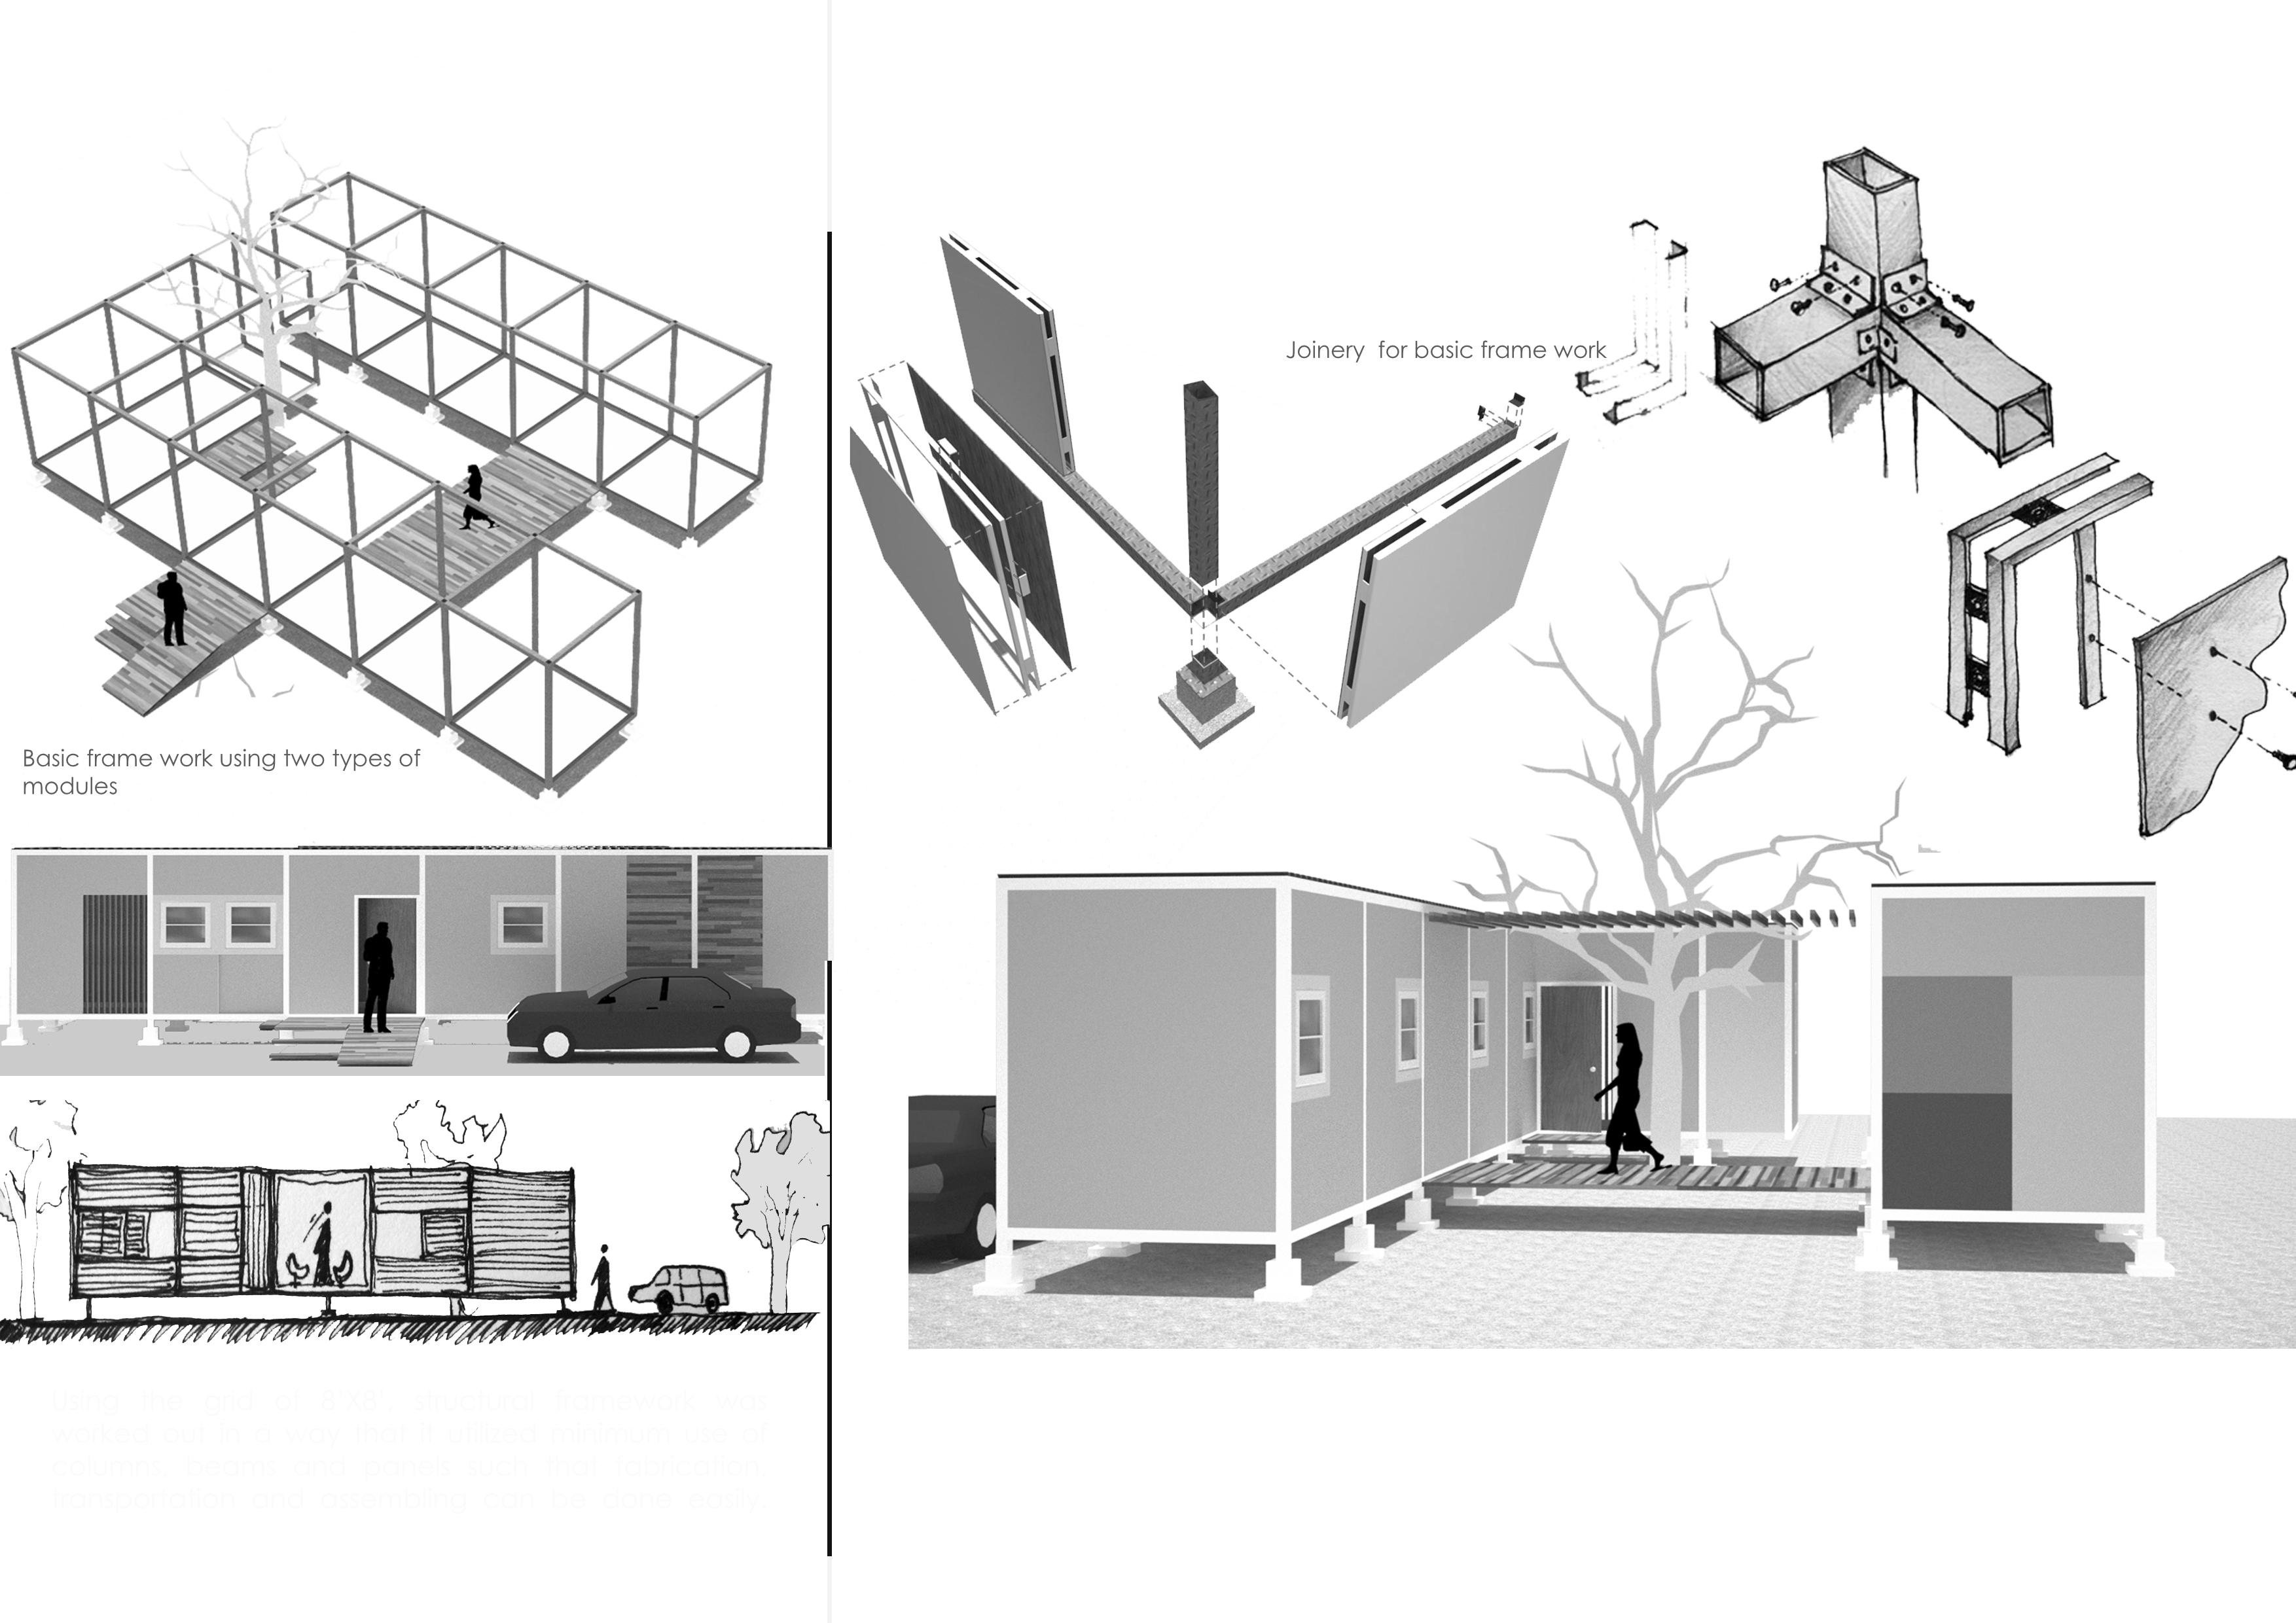 Basic frame work using two types of
modules
Joinery  for basic frame work
Using the grid of 8'X8', structural framework was
worked out in a way that it utilized minimum use of
columns, beams and panels such that fabrication,
transportation and assembling can be done easily.